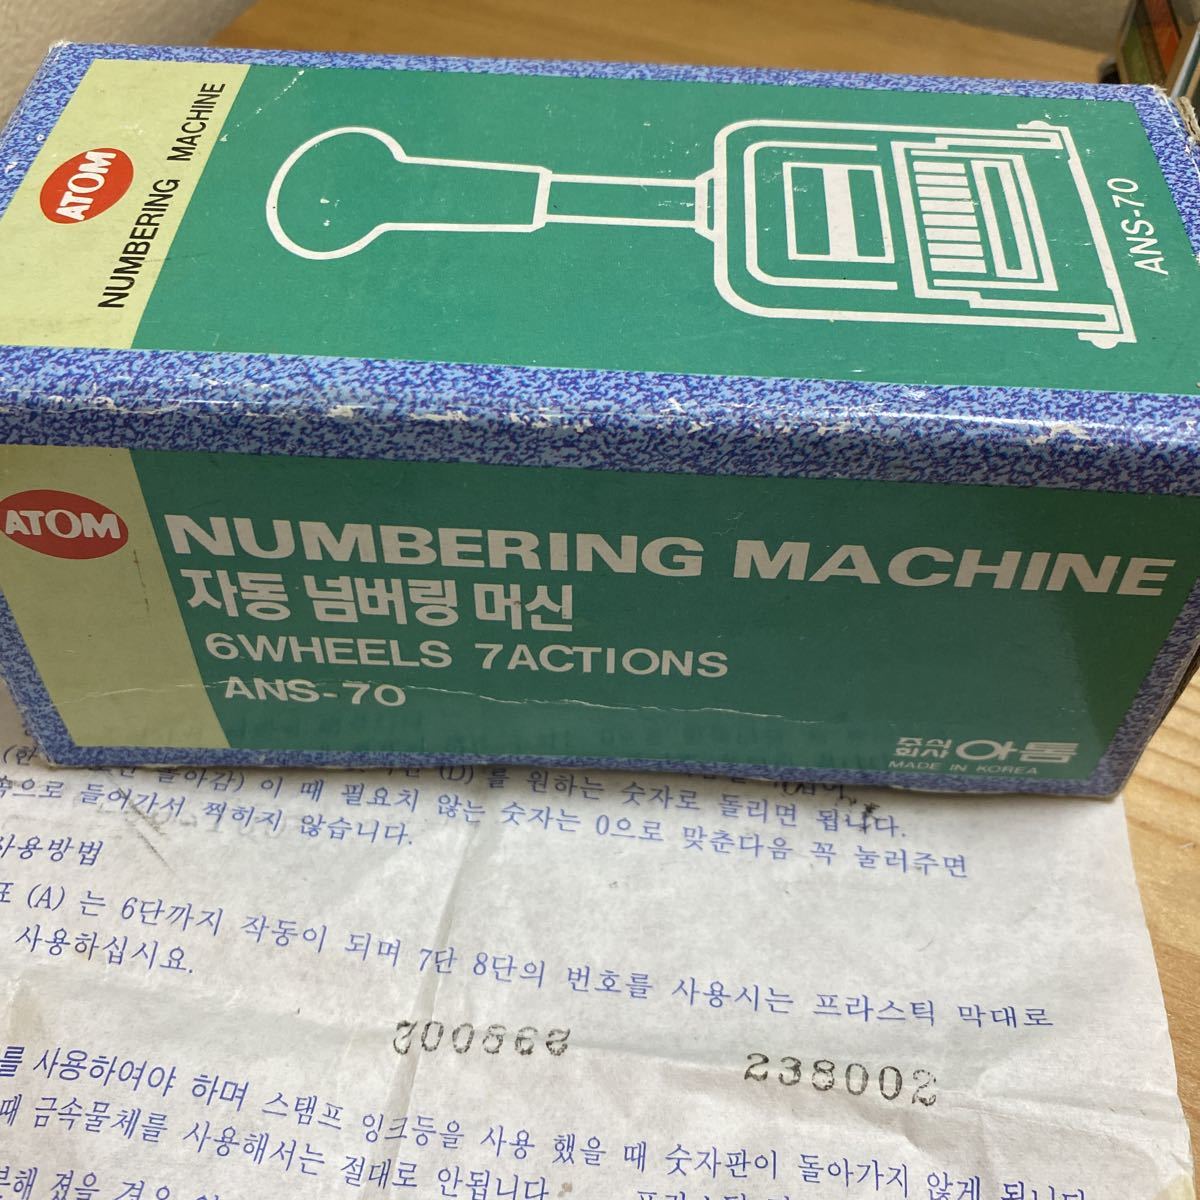 ATOM
NUMBERING MACHINE
ANS-70
ATOM
NUMBERING MACHINE
자동 넘버링 머신
6WHEELS 7ACTIONS
ANS-70
주식회사 아톰
MADE IN KOREA
(D) 를 원하는 숫자로 돌리면 됩니다.
돌아감) 이 때 필요치 않는 숫자는 0으로 맞춘다음 꼭 눌러주면
속으로 들어가서 찍히지 않습니다.
사용방법
표 (A) 는 6단까지 작동이 되며 7단 8단의 번호를 사용시는 프라스틱 막대로
사용하십시요.
238002
를 사용하여야 하며 스탬프 잉크등을 사용 했을 때 숫자판이 돌아가지 않게 됩니다.
때 금속물체를 사용해서는 절대로 안됩니다.